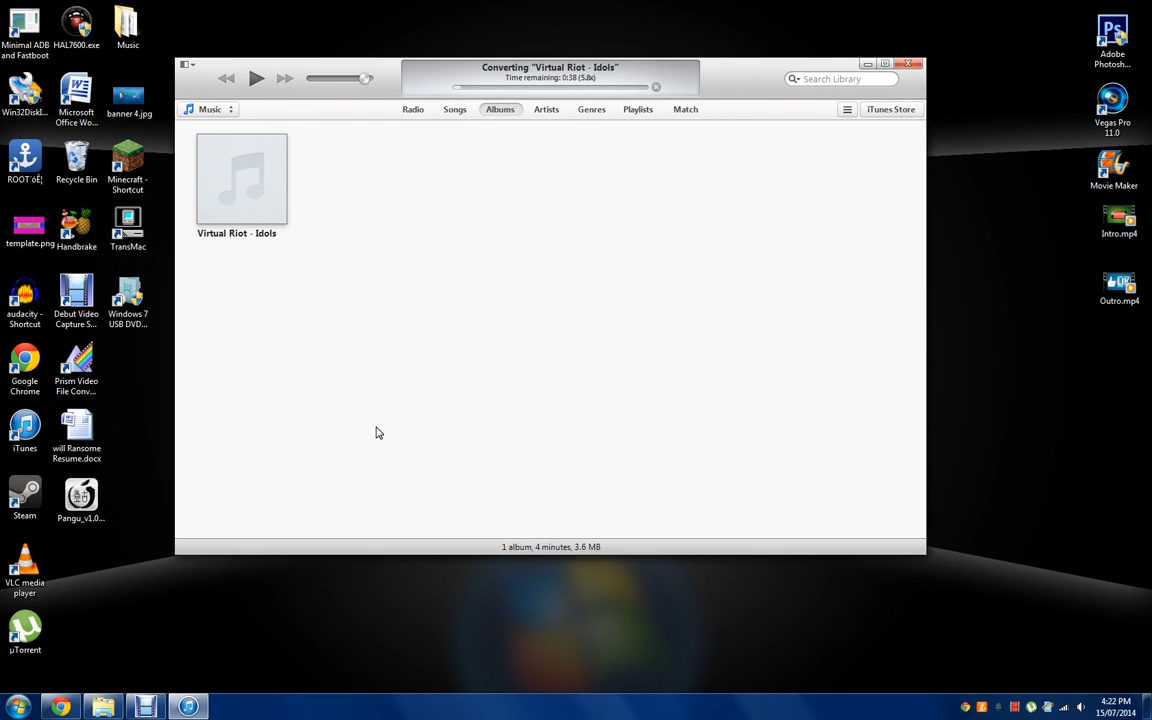 Minimal ADB
and Fastboot
HAL7600.exe
Music
Win32DiskI...
Microsoft
Office Wo...
banner 4.jpg
Recycle Bin
Minecraft -
Shortcut
template.png
Handbrake
TransMac
audacity -
Shortcut
Debut Video
Capture S...
Windows 7
USB DVD...
Google
Chrome
Prism Video
File Conv...
iTunes
will Ransome
Resume.docx
Steam
Pangu_v1.0...
VLC media
player
µTorrent
Converting "Virtual Riot - Idols"
Time remaining: 0:38 (5.8x)
Search Library
Music
Radio
Songs
Albums
Artists
Genres
Playlists
Match
iTunes Store
Virtual Riot - Idols
1 album, 4 minutes, 3.6 MB
Ps
Adobe
Photosh...
Vegas Pro
11.0
Movie Maker
Intro.mp4
Outro.mp4
4:22 PM
15/07/2014